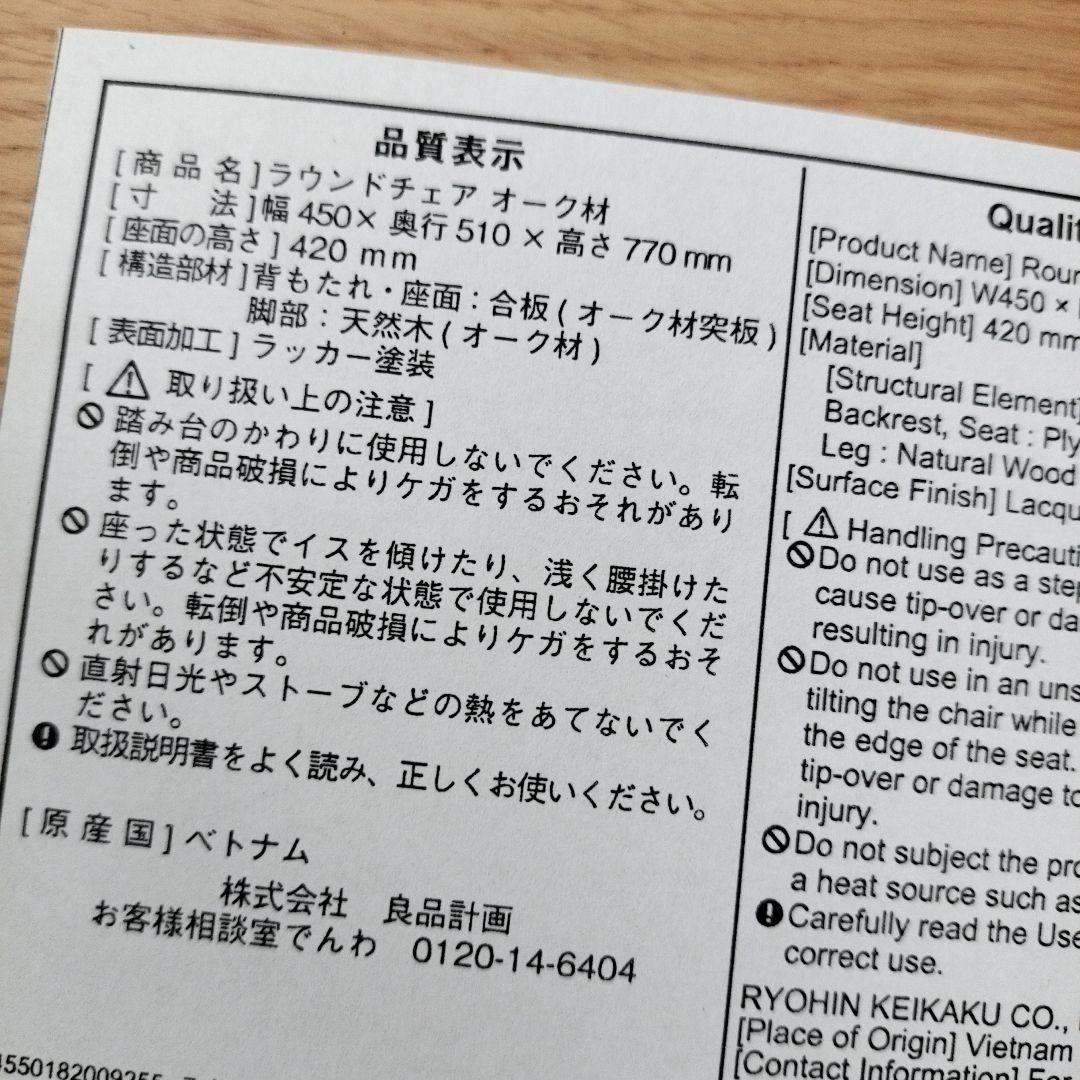 品質表示
[商品名]ラウンドチェア オーク材
[寸 法]幅 450× 奥行 510 × 高さ 770 mm
[座面の高さ] 420 mm
[構造部材]背もたれ・座面：合板(オーク材突板)
脚部：天然木(オーク材)
[表面加工]ラッカー塗装
[⚠ 取り扱い上の注意]
踏み台のかわりに使用しないでください。転
倒や商品破損によりケガをするおそれがあり
ます。
座った状態でイスを傾けたり、浅く腰掛けた
りするなど不安定な状態で使用しないでくだ
さい。転倒や商品破損によりケガをするおそ
れがあります。
直射日光やストーブなどの熱をあてないでく
ださい。
取扱説明書をよく読み、正しくお使いください。
[原産国]ベトナム
株式会社 良品計画
お客様相談室でんわ 0120-14-6404
4550182009255
Qualit
[Product Name] Roun
[Dimension] W450 ×
[Seat Height] 420 mm
[Material]
[Structural Element]
Backrest, Seat : Ply
Leg : Natural Wood
[Surface Finish] Lacqu
[⚠ Handling Precauti
Do not use as a step
cause tip-over or da
resulting in injury.
Do not use in an uns
tilting the chair while
the edge of the seat.
tip-over or damage to
injury.
Do not subject the pro
a heat source such as
Carefully read the Use
correct use.
RYOHIN KEIKAKU CO.,
[Place of Origin] Vietnam
[Contact Information] For